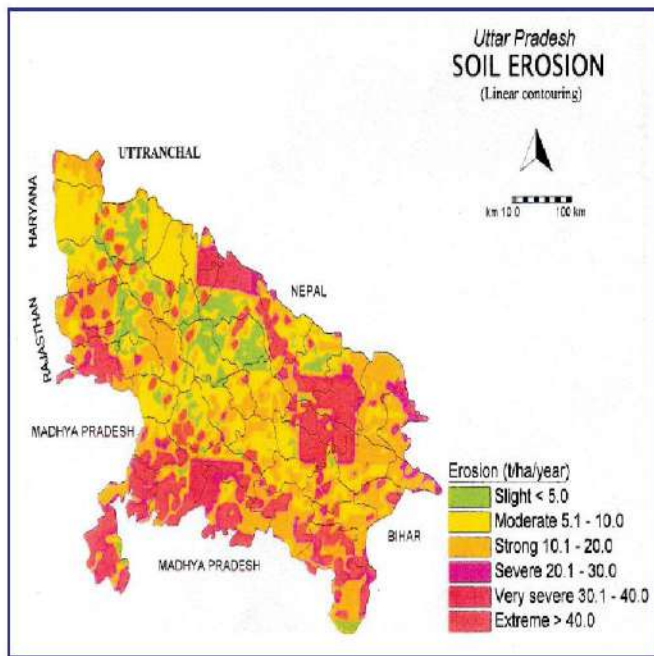 Uttar Pradesh
SOIL EROSION
(Linear contouring)
UTTRANCHAL
HARYANA
km 10 0 100 km
NEPAL
RAJASTHAN
MADHYA PRADESH
Erosion (t/ha/year)
Slight < 5.0
Moderate 5.1 - 10.0
Strong 10.1 - 20.0
Severe 20.1 - 30.0
Very severe 30.1 - 40.0
Extreme > 40.0
BIHAR
MADHYA PRADESH